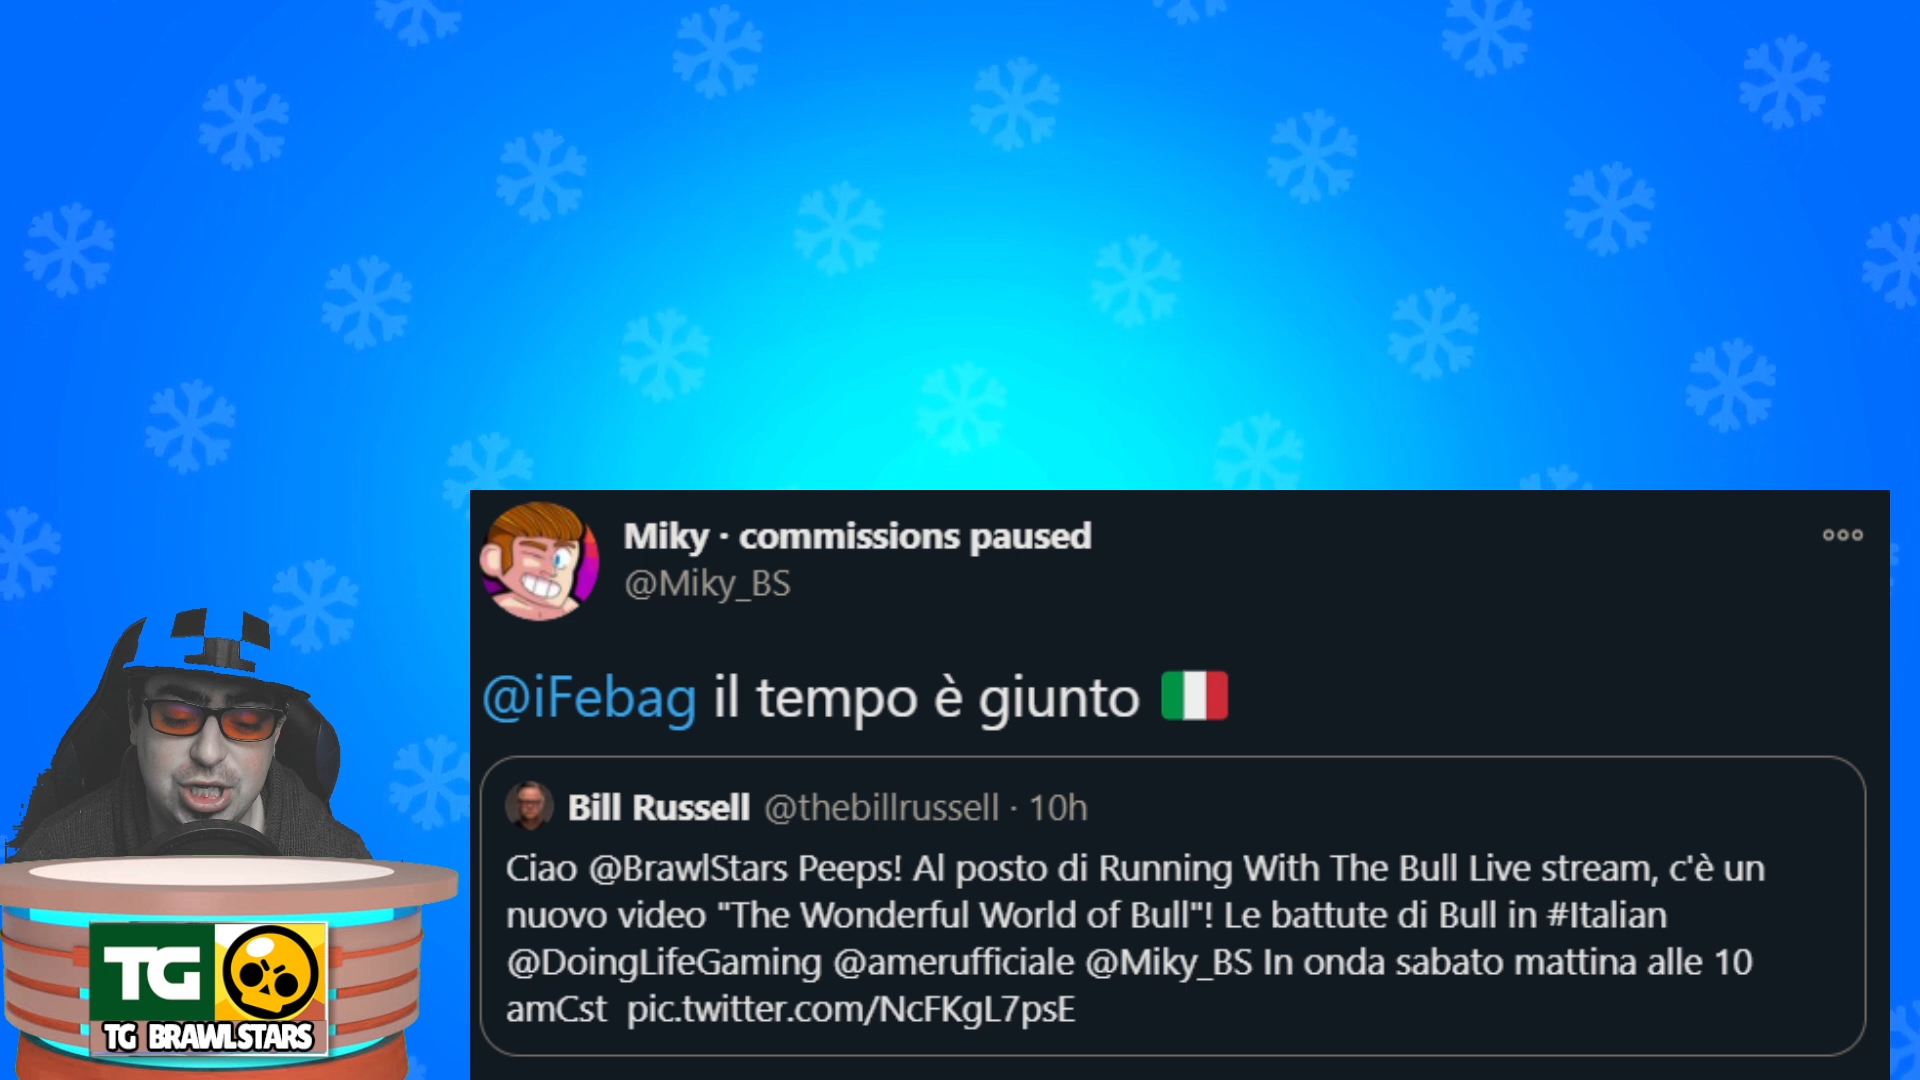 Miky · commissions paused
@Miky_BS
@iFebag il tempo è giunto
Bill Russell @thebillrussell · 10h
Ciao @BrawlStars Peeps! Al posto di Running With The Bull Live stream, c'è un
nuovo video "The Wonderful World of Bull"! Le battute di Bull in #Italian
@DoingLifeGaming @amerufficiale @Miky_BS In onda sabato mattina alle 10
amCst pic.twitter.com/NcFKgL7psE
TG
TG BRAWLSTARS